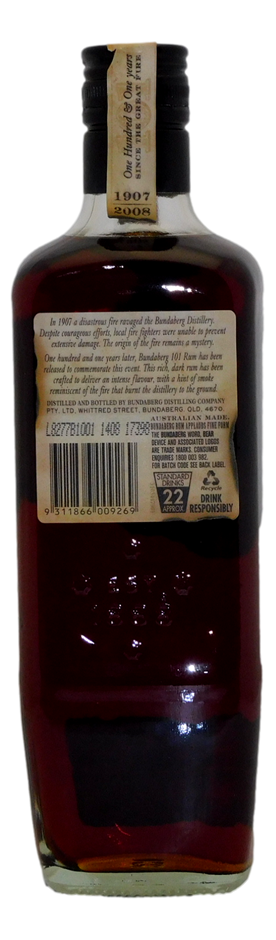 One Hundred & One years
SINCE THE GREAT FIRE
1907
2008
In 1907 a disastrous fire ravaged the Bundaberg Distillery.
Despite courageous efforts, local fire fighters were unable to prevent
extensive damage. The origin of the fire remains a mystery.
One hundred and one years later, Bundaberg 101 Rum has been
released to commemorate this event. This rich, dark rum has been
crafted to deliver an intense flavour, with a hint of smoke
reminiscent of the fire that burnt the distillery to the ground.
DISTILLED AND BOTTLED BY BUNDABERG DISTILLING COMPANY
PTY. LTD. WHITTRED STREET, BUNDABERG. QLD. 4670.
AUSTRALIAN MADE.
L8277B1001 1408 17398
BUNDABERG RUM APPLAUDS FINE FARM
THE BUNDABERG WORD, BEAR
DEVICE AND ASSOCIATED LOGOS
ARE TRADE MARKS. CONSUMER
ENQUIRIES 1800 003 982.
FOR BATCH CODE SEE BACK LABEL
9 311866 009269
STANDARD
DRINKS
22
APPROX.
Recycle
DRINK
RESPONSIBLY
ESTD
1888